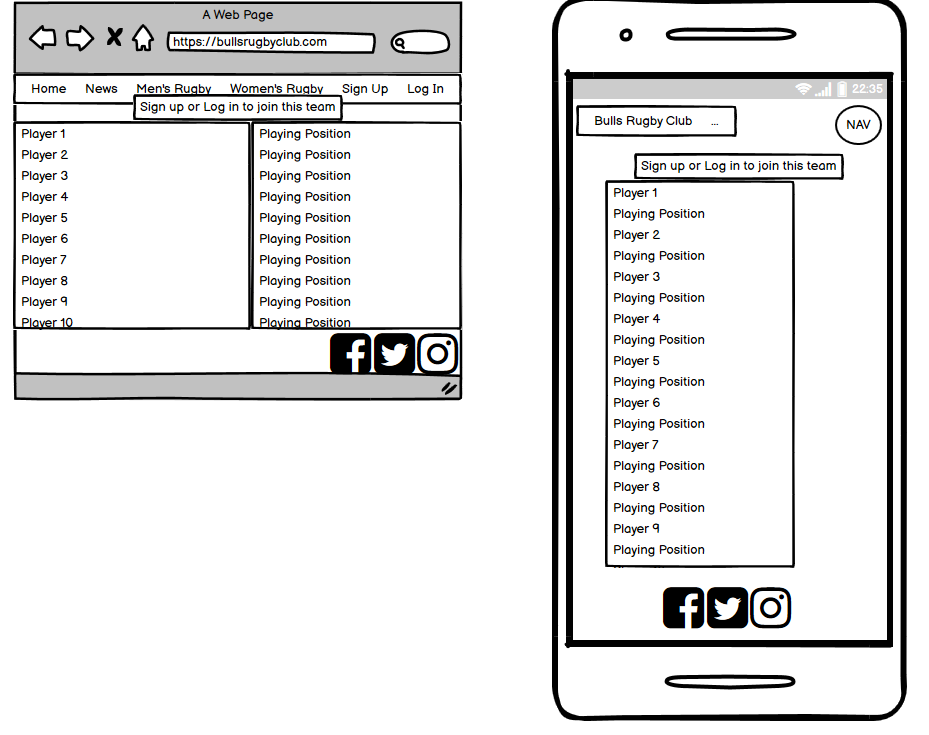 A Web Page
https://bullsrugbyclub.com
Home News Men's Rugby Women's Rugby Sign Up Log In
Sign up or Log in to join this team
Player 1 Playing Position
Player 2 Playing Position
Player 3 Playing Position
Player 4 Playing Position
Player 5 Playing Position
Player 6 Playing Position
Player 7 Playing Position
Player 8 Playing Position
Player 9 Playing Position
Player 10 Playing Position
22:35
Bulls Rugby Club ...
NAV
Sign up or Log in to join this team
Player 1
Playing Position
Player 2
Playing Position
Player 3
Playing Position
Player 4
Playing Position
Player 5
Playing Position
Player 6
Playing Position
Player 7
Playing Position
Player 8
Playing Position
Player 9
Playing Position